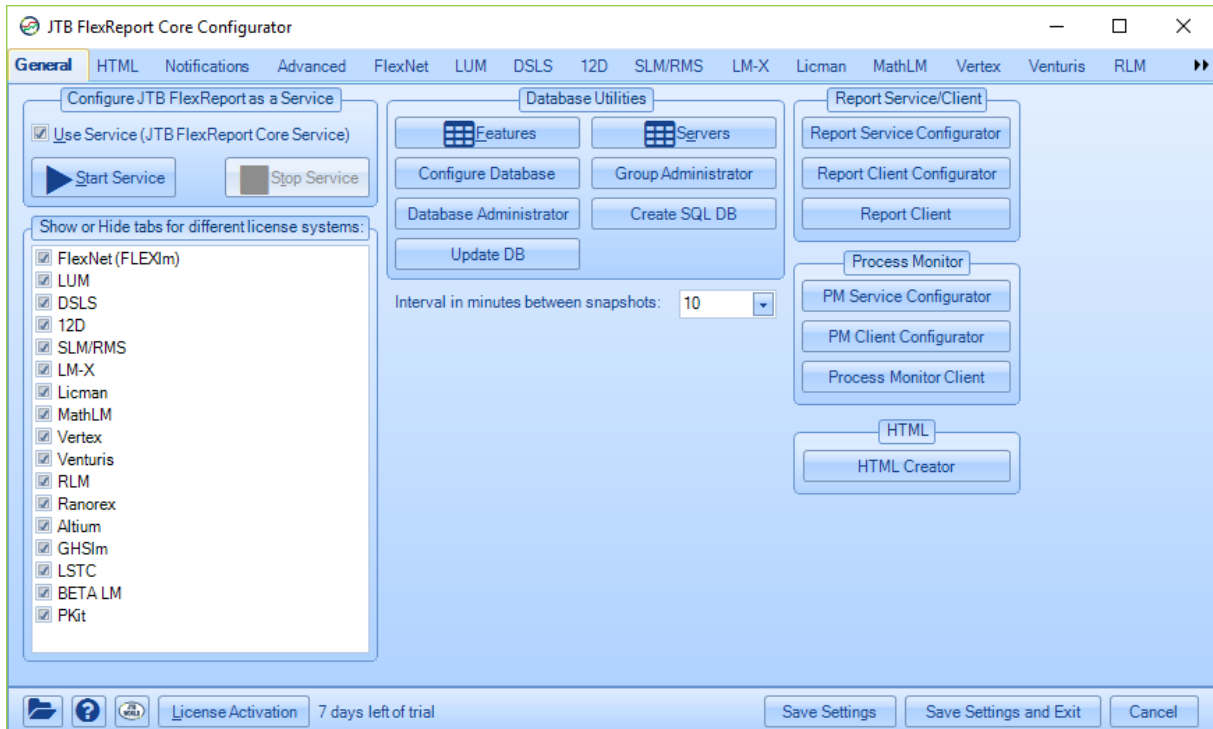 JTB FlexReport Core Configurator
General HTML Notifications Advanced FlexNet LUM DSLS 12D SLM/RMS LM-X Licman MathLM Vertex Venturis RLM
Configure JTB FlexReport as a Service
Use Service (JTB FlexReport Core Service)
Start Service Stop Service
Show or Hide tabs for different license systems:
FlexNet (FLEXlm)
LUM
DSLS
12D
SLM/RMS
LM-X
Licman
MathLM
Vertex
Venturis
RLM
Ranorex
Altium
GHSlm
LSTC
BETA LM
PKit
Database Utilities
Features Servers
Configure Database Group Administrator
Database Administrator Create SQL DB
Update DB
Interval in minutes between snapshots: 10
Report Service/Client
Report Service Configurator
Report Client Configurator
Report Client
Process Monitor
PM Service Configurator
PM Client Configurator
Process Monitor Client
HTML
HTML Creator
JTB WORLD
License Activation 7 days left of trial Save Settings Save Settings and Exit Cancel